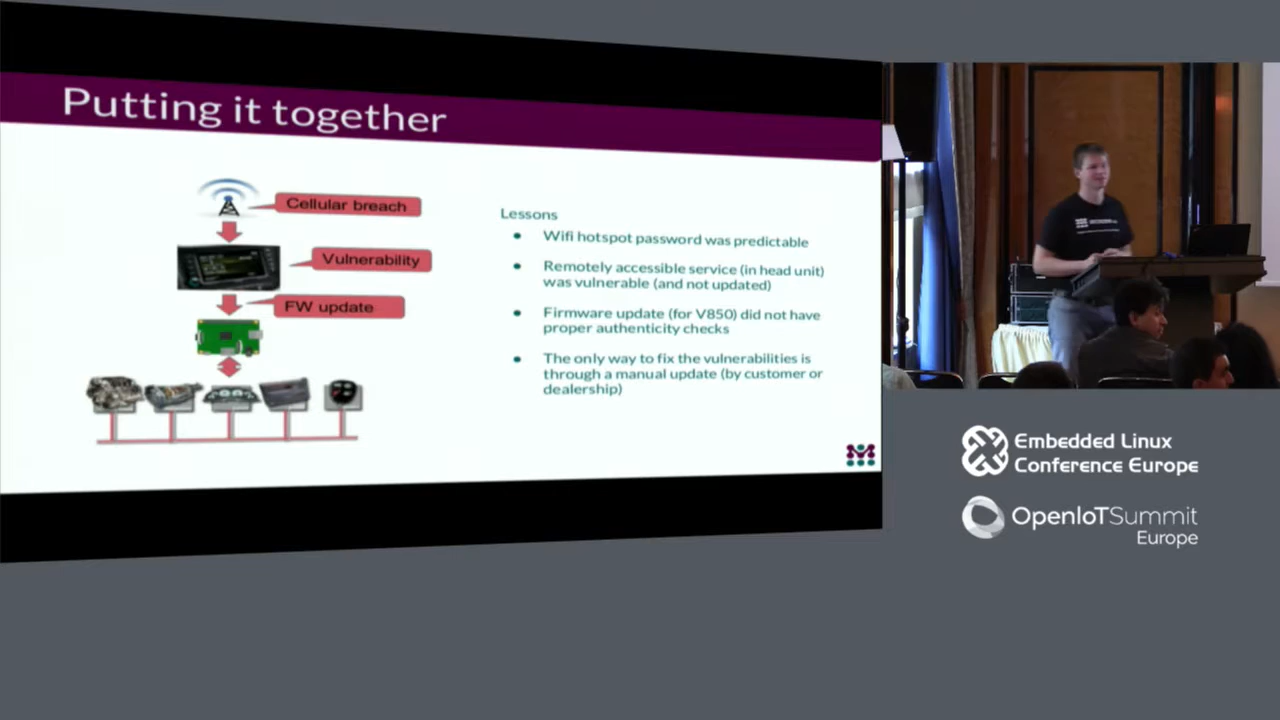 Putting it together
Cellular breach
Vulnerability
FW update
Lessons
• Wifi hotspot password was predictable
• Remotely accessible service (in head unit)
was vulnerable (and not updated)
• Firmware update (for V850) did not have
proper authenticity checks
• The only way to fix the vulnerabilities is
through a manual update (by customer or
dealership)
Embedded Linux
Conference Europe
OpenIoTSummit
Europe